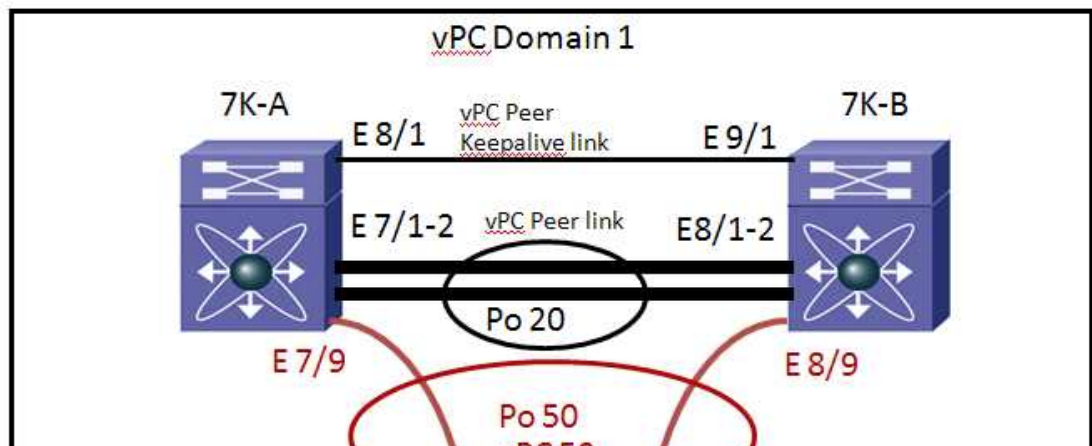 vPC Domain 1
7K-A
7K-B
E 8/1
vPC Peer
Keepalive link
E 9/1
E 7/1-2
vPC Peer link
E8/1-2
Po 20
E 7/9
E 8/9
Po 50